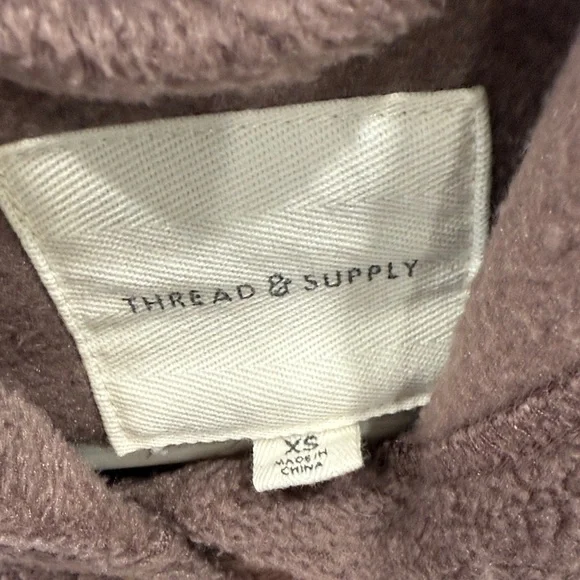 THREAD & SUPPLY
XS
MADE IN
CHINA